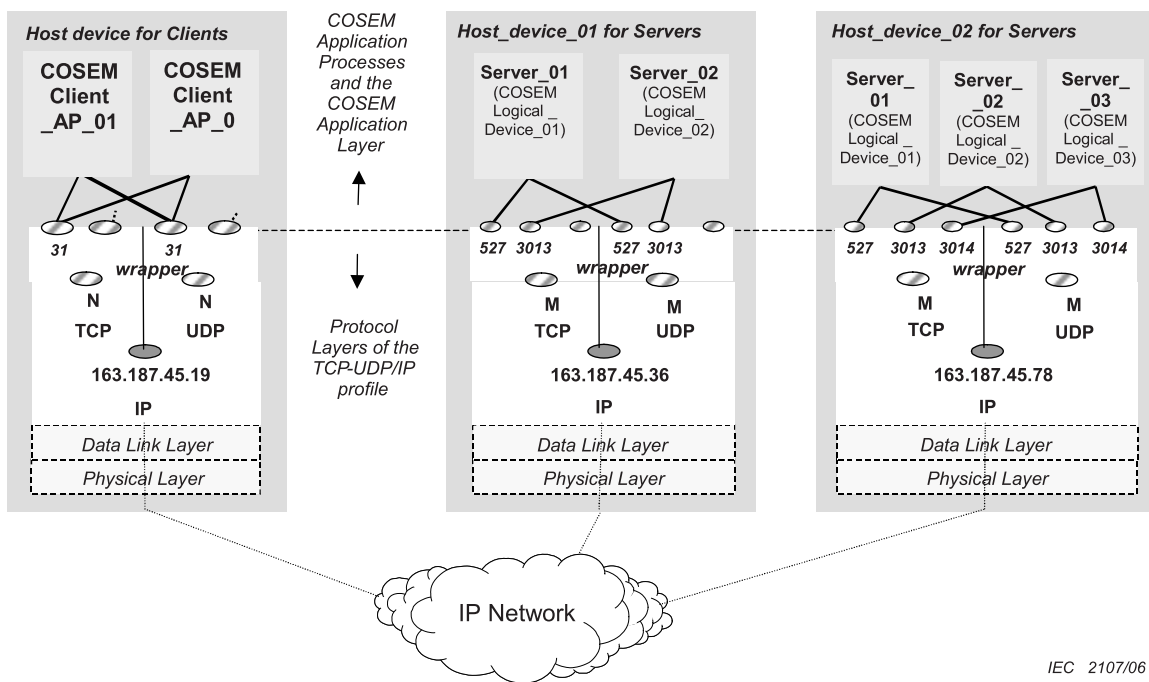 Host device for Clients
COSEM
Client
_AP_01
COSEM
Client
_AP_0
31
31
wrapper
N
N
TCP
UDP
163.187.45.19
IP
Data Link Layer
Physical Layer
COSEM
Application
Processes
and the
COSEM
Application
Layer
Protocol
Layers of the
TCP-UDP/IP
profile
Host_device_01 for Servers
Server_01
(COSEM
Logical_
Device_01)
Server_02
(COSEM
Logical_
Device_02)
527
3013
527
3013
wrapper
M
M
TCP
UDP
163.187.45.36
IP
Data Link Layer
Physical Layer
Host_device_02 for Servers
Server_
_01
(COSEM
Logical _
Device_01)
Server_
_02
(COSEM
Logical _
Device_02)
Server_
_03
(COSEM
Logical _
Device_03)
527
3013
3014
527
3013
3014
wrapper
M
M
TCP
UDP
163.187.45.78
IP
Data Link Layer
Physical Layer
IP Network
IEC 2107/06